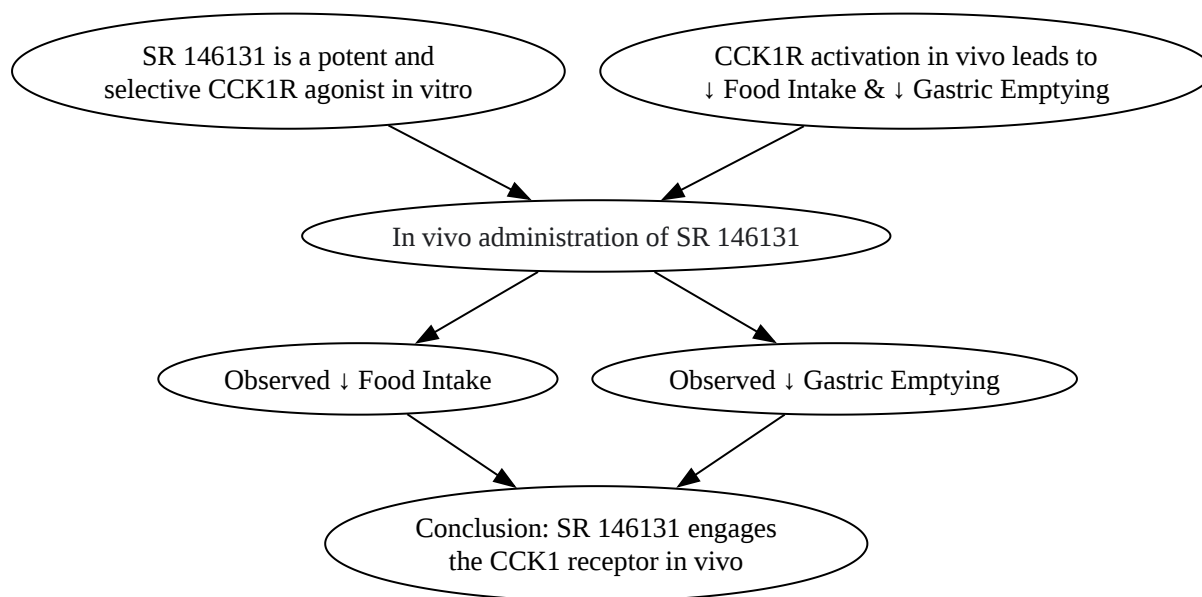 SR 146131 is a potent and
selective CCK1R agonist in vitro
CCK1R activation in vivo leads to
↓ Food Intake & ↓ Gastric Emptying
In vivo administration of SR 146131
Observed ↓ Food Intake
Observed ↓ Gastric Emptying
Conclusion: SR 146131 engages
the CCK1 receptor in vivo